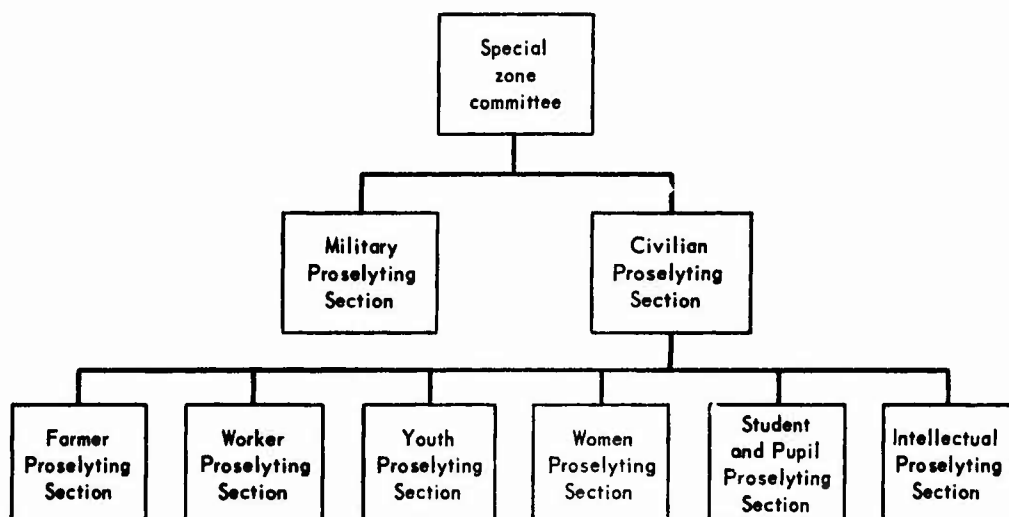 Special
zone
committee
Military
Proselyting
Section
Civilian
Proselyting
Section
Farmer
Proselyting
Section
Worker
Proselyting
Section
Youth
Proselyting
Section
Women
Proselyting
Section
Student
and Pupil
Proselyting
Section
Intellectual
Proselyting
Section